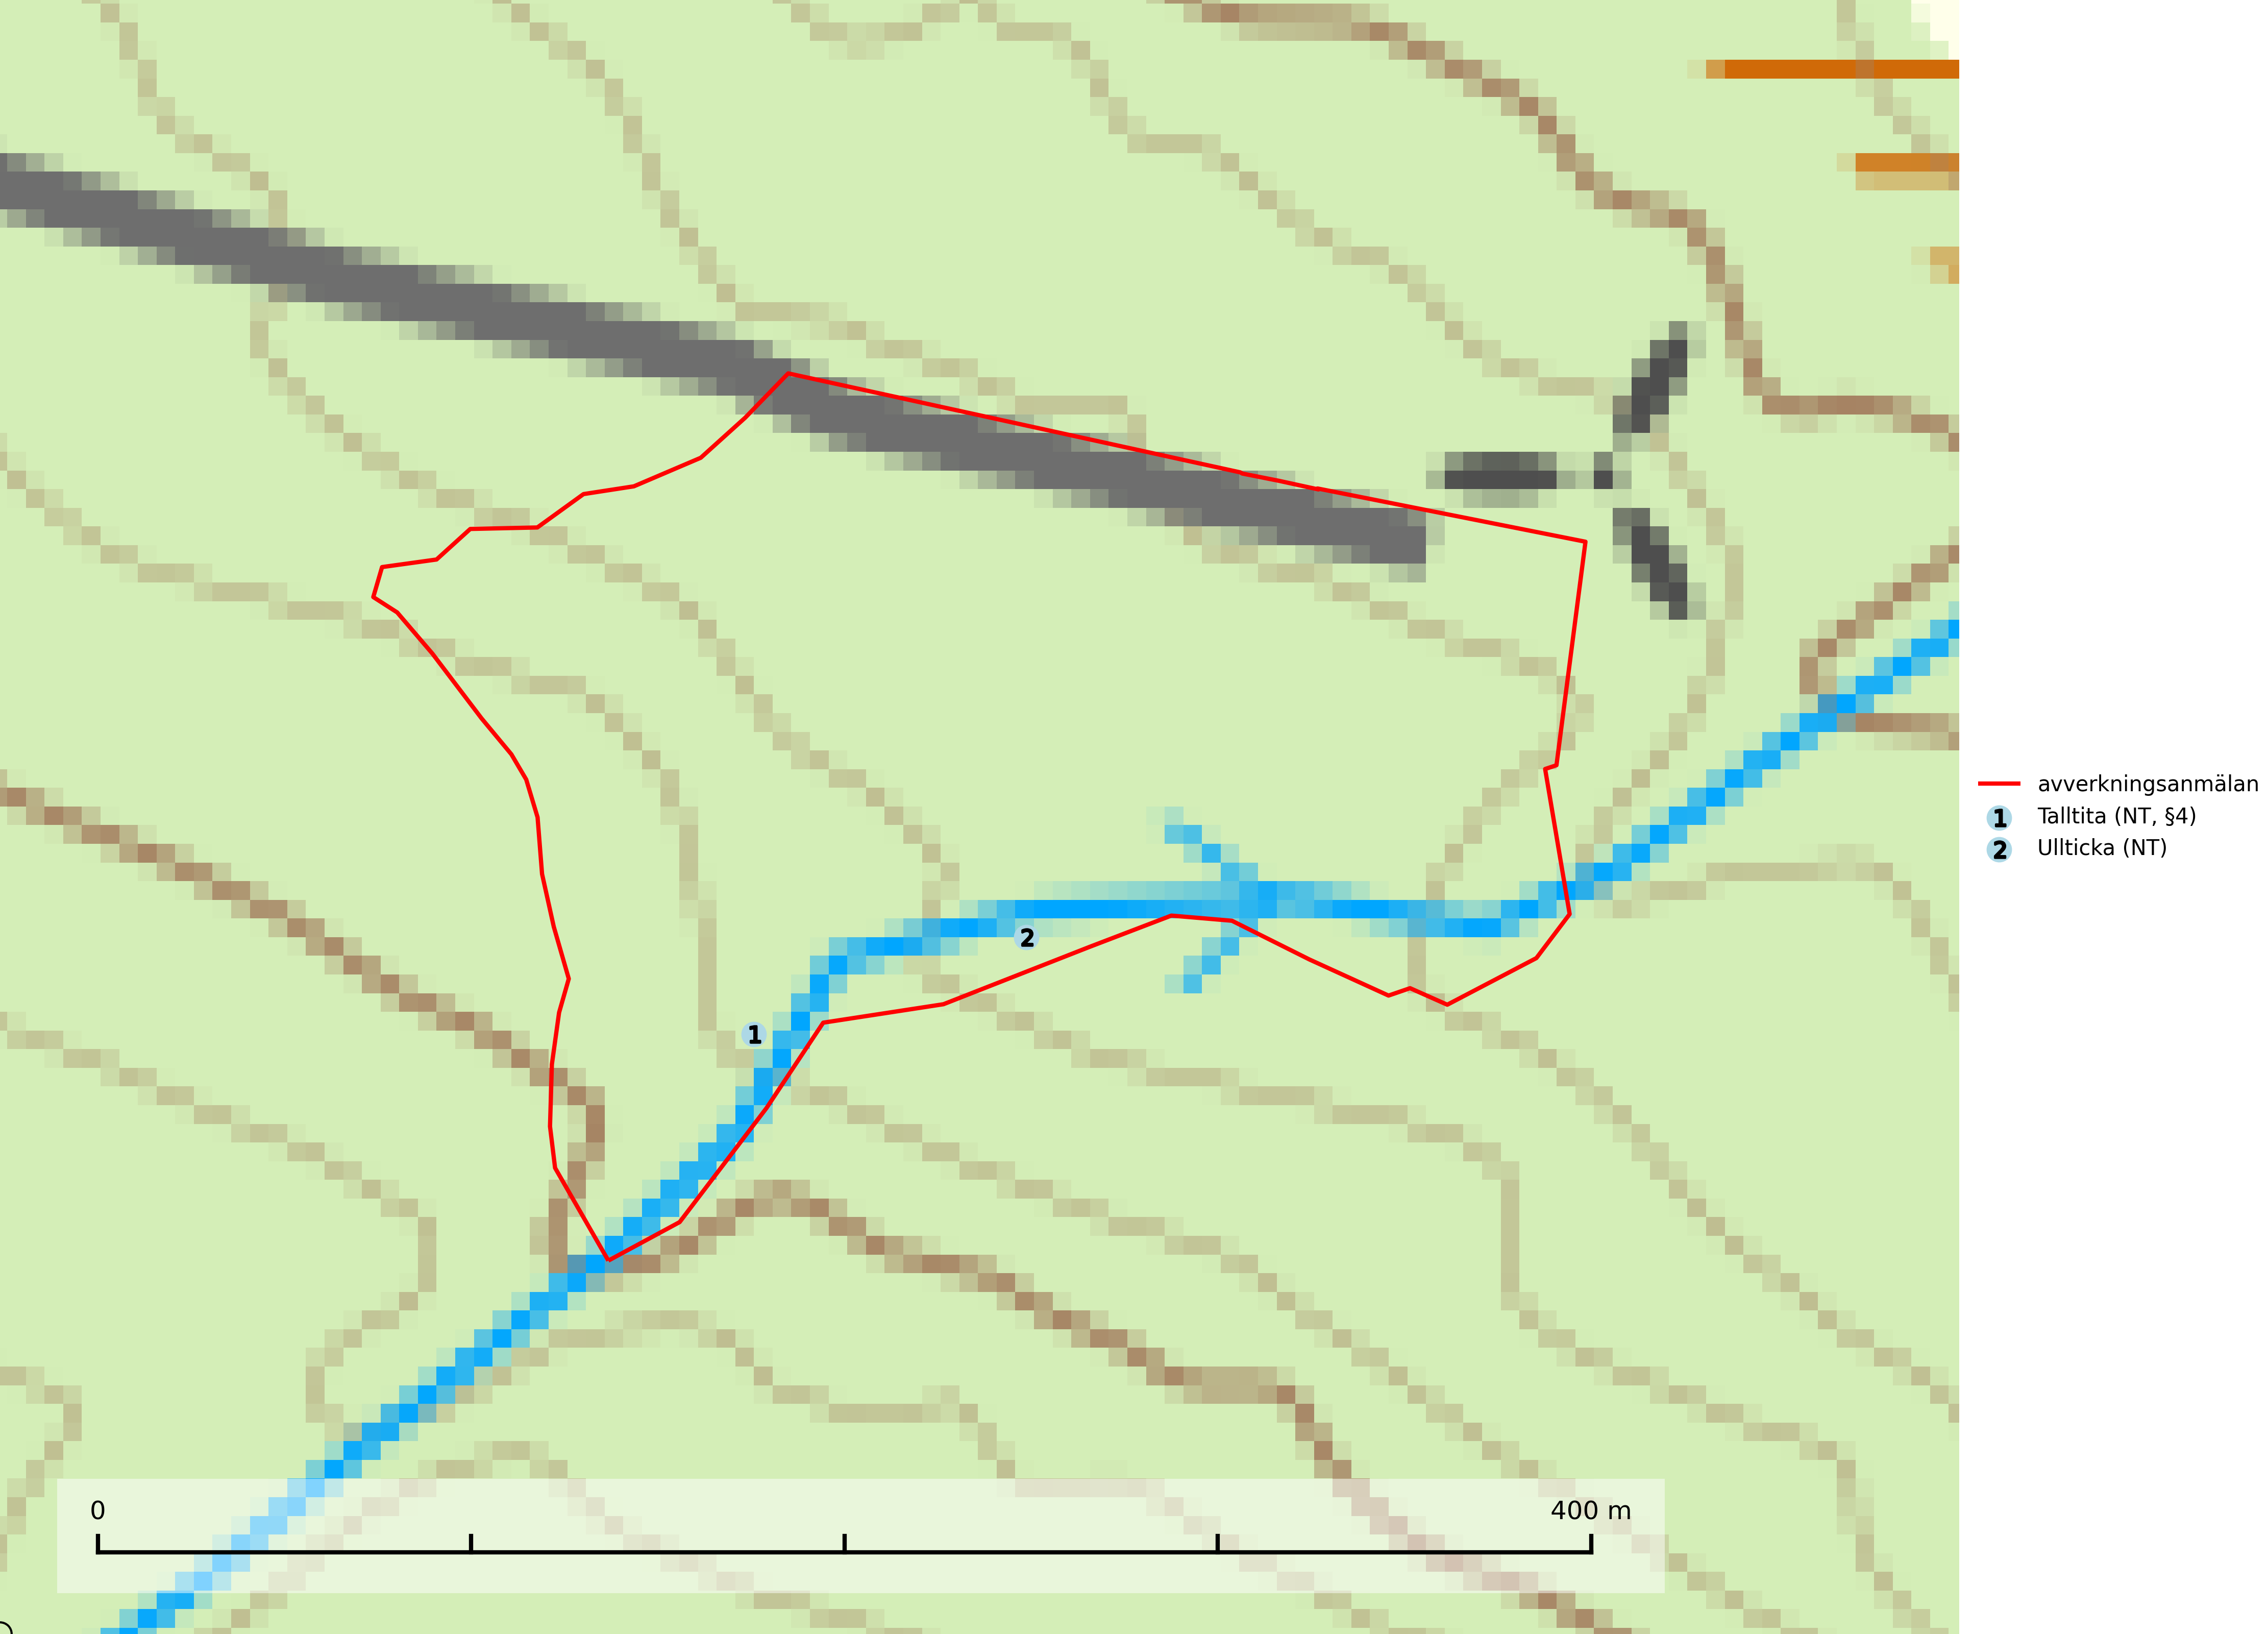 avverkningsanmälan
1 Talltita (NT, §4)
2 Ullticka (NT)
2
1
0 400 m